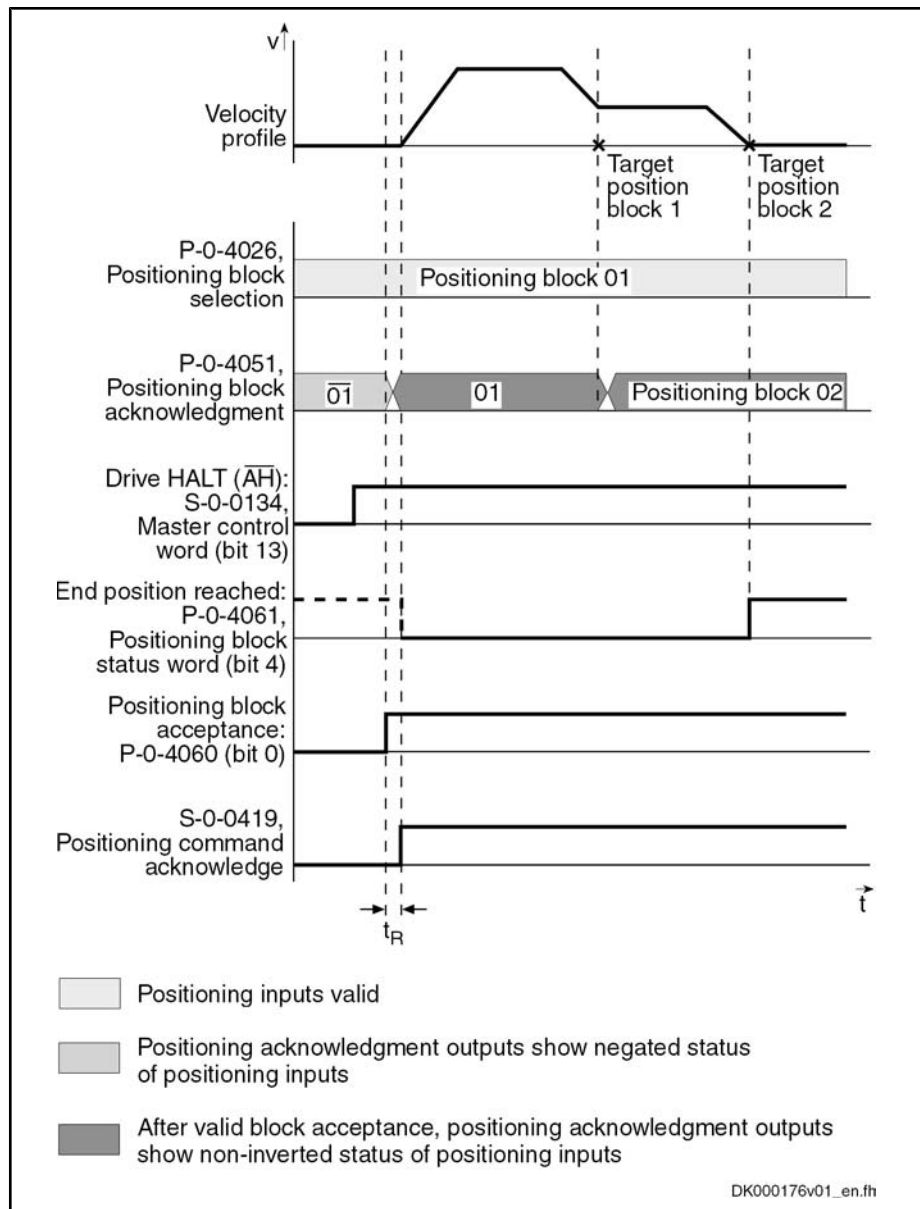 v
Velocity
profile
Target
position
block 1
Target
position
block 2
P-0-4026,
Positioning block
selection
Positioning block 01
P-0-4051,
Positioning block
acknowledgment
0̅1̅
01
Positioning block 02
Drive HALT (A̅H̅):
S-0-0134,
Master control
word (bit 13)
End position reached:
P-0-4061,
Positioning block
status word (bit 4)
Positioning block
acceptance:
P-0-4060 (bit 0)
S-0-0419,
Positioning command
acknowledge
t
tR
Positioning inputs valid
Positioning acknowledgment outputs show negated status
of positioning inputs
After valid block acceptance, positioning acknowledgment outputs
show non-inverted status of positioning inputs
DK000176v01_en.fh